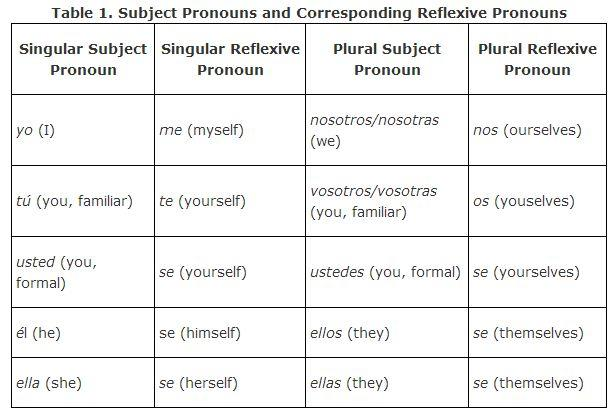 Table 1. Subject Pronouns and Corresponding Reflexive Pronouns
Singular Subject Pronoun | Singular Reflexive Pronoun | Plural Subject Pronoun | Plural Reflexive Pronoun
yo (I) | me (myself) | nosotros/nosotras (we) | nos (ourselves)
tú (you, familiar) | te (yourself) | vosotros/vosotras (you, familiar) | os (youselves)
usted (you, formal) | se (yourself) | ustedes (you, formal) | se (yourselves)
él (he) | se (himself) | ellos (they) | se (themselves)
ella (she) | se (herself) | ellas (they) | se (themselves)